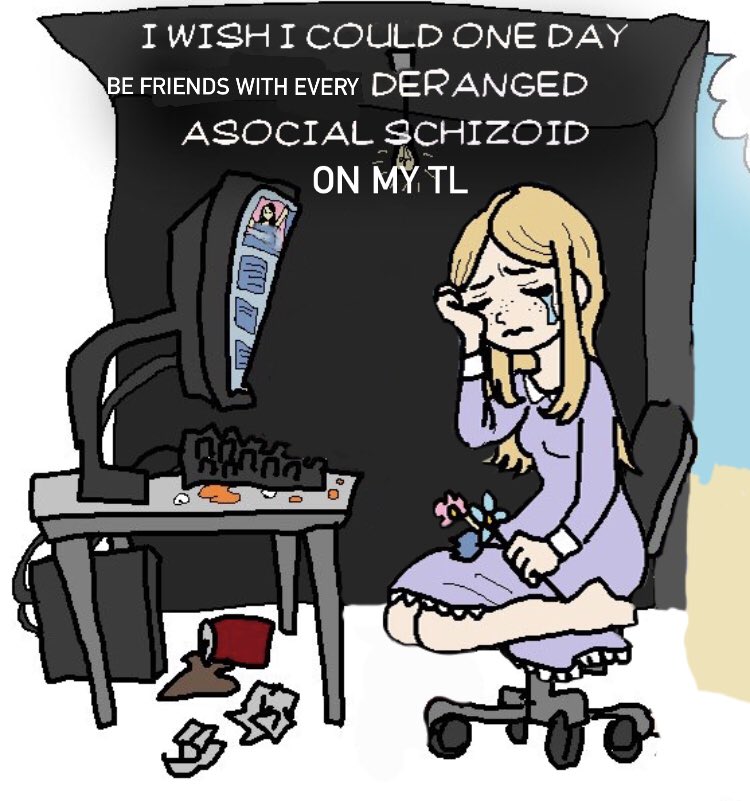 I WISH I COULD ONE DAY
BE FRIENDS WITH EVERY DERANGED
ASOCIAL SCHIZOID
ON MY TL